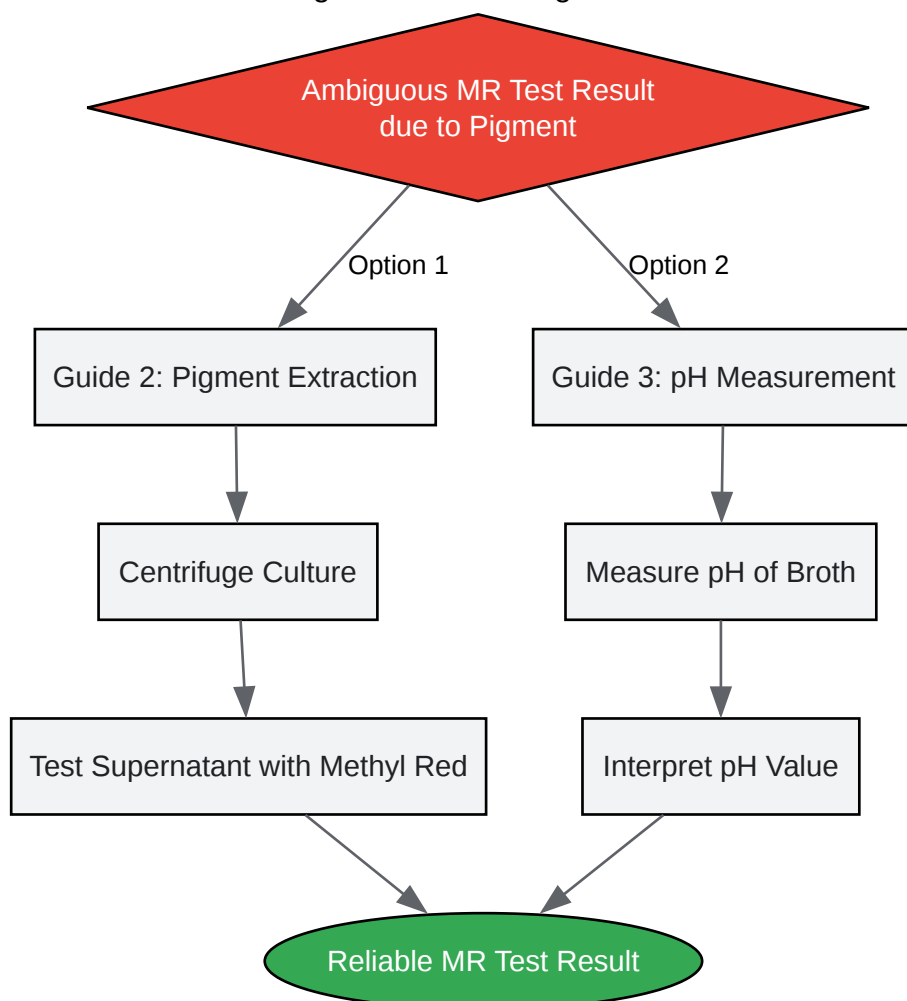 Ambiguous MR Test Result
due to Pigment
Option 1
Option 2
Guide 2: Pigment Extraction
Guide 3: pH Measurement
Centrifuge Culture
Measure pH of Broth
Test Supernatant with Methyl Red
Interpret pH Value
Reliable MR Test Result